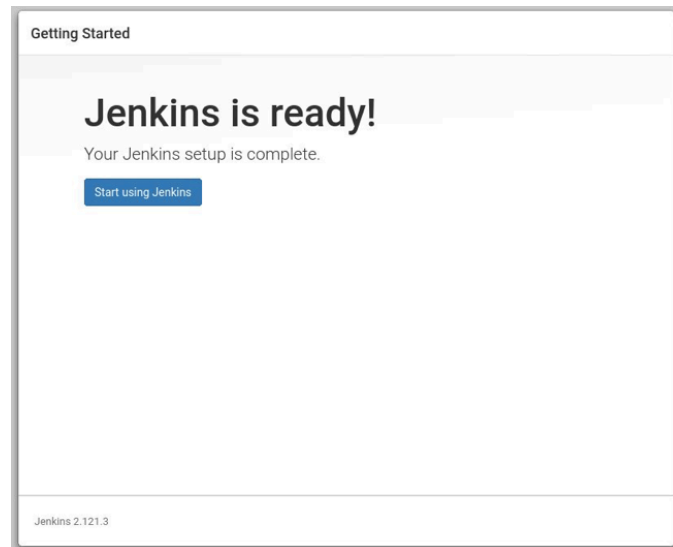 Getting Started
Jenkins is ready!
Your Jenkins setup is complete.
Start using Jenkins
Jenkins 2.121.3